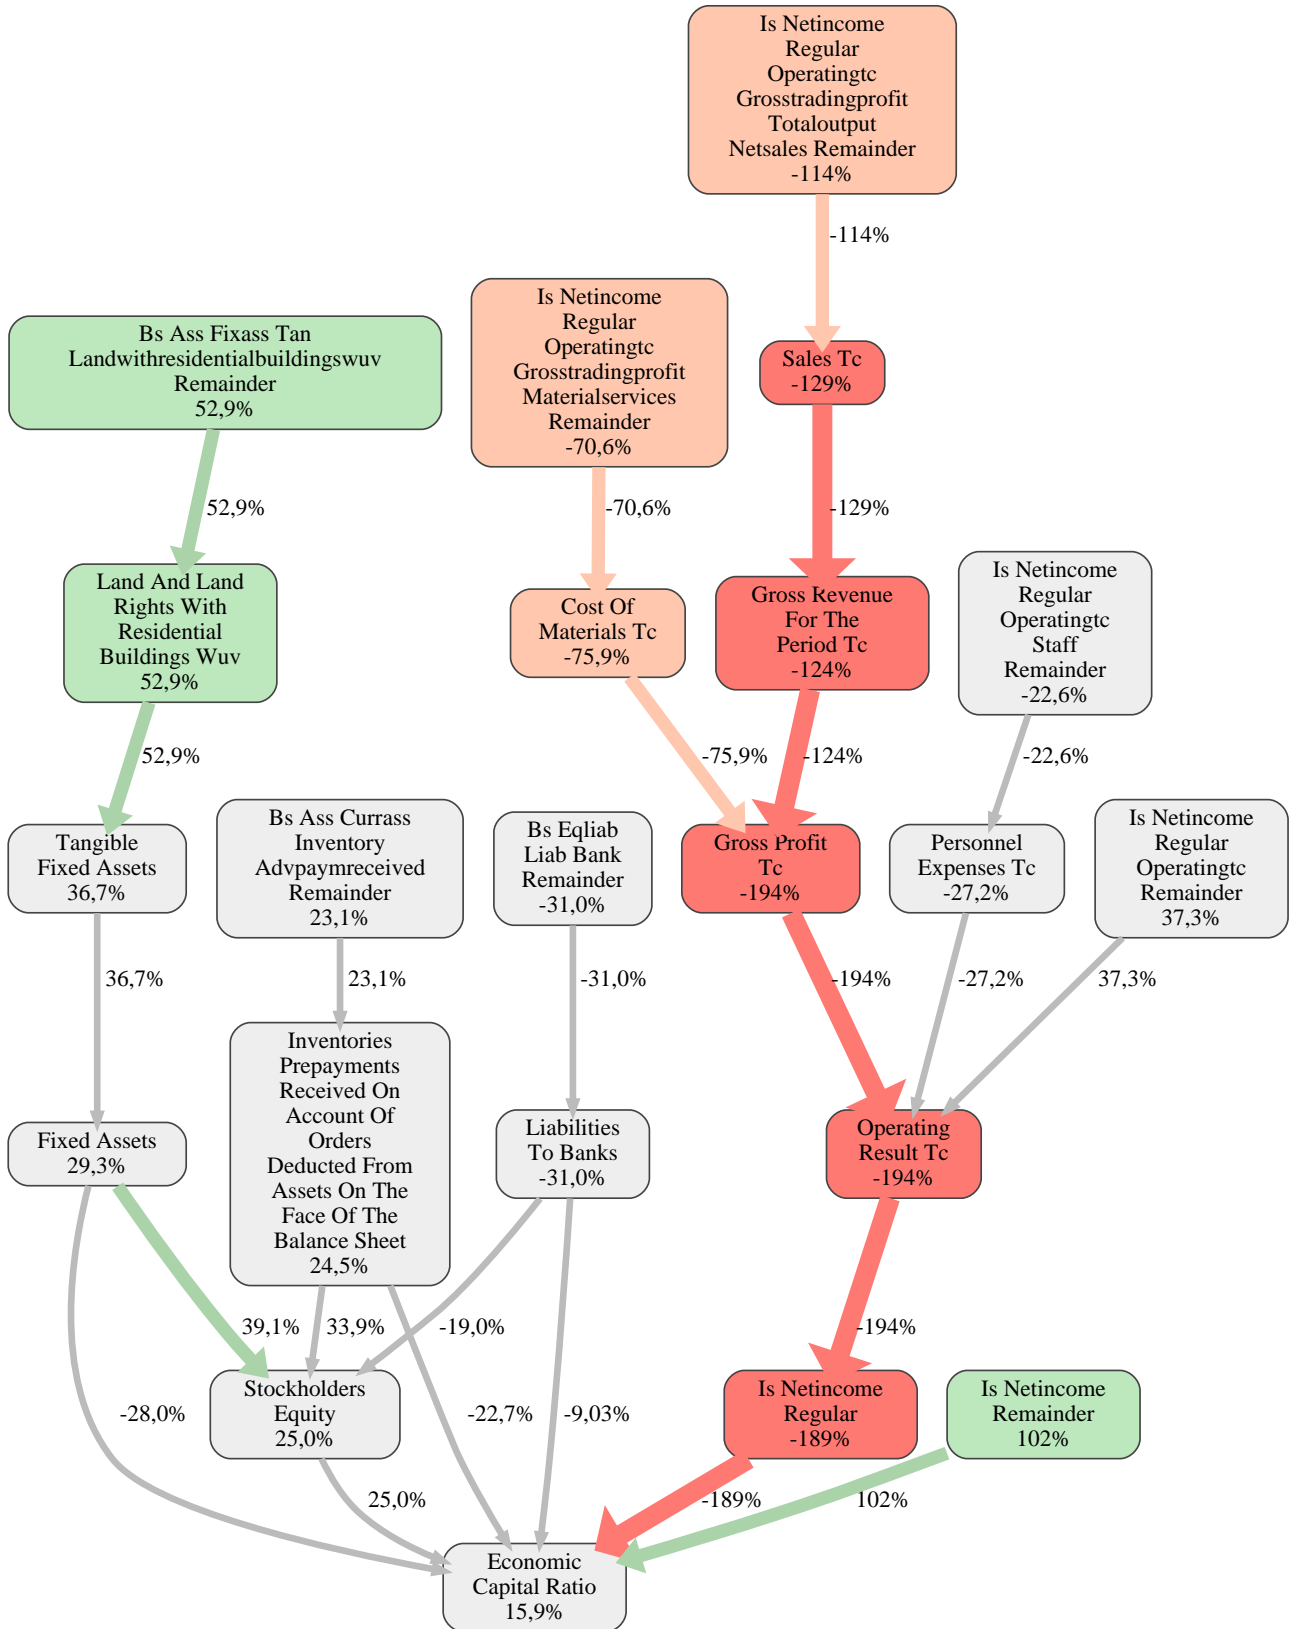 Is Netincome
Regular
Operatingtc
Grosstradingprofit
Totaloutput
Netsales Remainder
-114%
-114%
Is Netincome
Regular
Operatingtc
Grosstradingprofit
Materialservices
Remainder
-70,6%
Bs Ass Fixass Tan
Landwithresidentialbuildingswuv
Remainder
52,9%
Sales Tc
-129%
52,9%
-70,6%
-129%
Land And Land
Rights With
Residential
Buildings Wuv
52,9%
Cost Of
Materials Tc
-75,9%
Gross Revenue
For The
Period Tc
-124%
Is Netincome
Regular
Operatingtc
Staff
Remainder
-22,6%
52,9%
-75,9%
-124%
-22,6%
Tangible
Fixed Assets
36,7%
Bs Ass Currass
Inventory
Advpaymreceived
Remainder
23,1%
Bs Eqliab
Liab Bank
Remainder
-31,0%
Gross Profit
Tc
-194%
Personnel
Expenses Tc
-27,2%
Is Netincome
Regular
Operatingtc
Remainder
37,3%
36,7%
23,1%
-31,0%
-194%
-27,2%
37,3%
Fixed Assets
29,3%
Inventories
Prepayments
Received On
Account Of
Orders
Deducted From
Assets On The
Face Of The
Balance Sheet
24,5%
Liabilities
To Banks
-31,0%
Operating
Result Tc
-194%
39,1%
33,9%
-19,0%
-194%
Stockholders
Equity
25,0%
Is Netincome
Regular
-189%
Is Netincome
Remainder
102%
-28,0%
-22,7%
-9,03%
25,0%
-189%
102%
Economic
Capital Ratio
15,9%